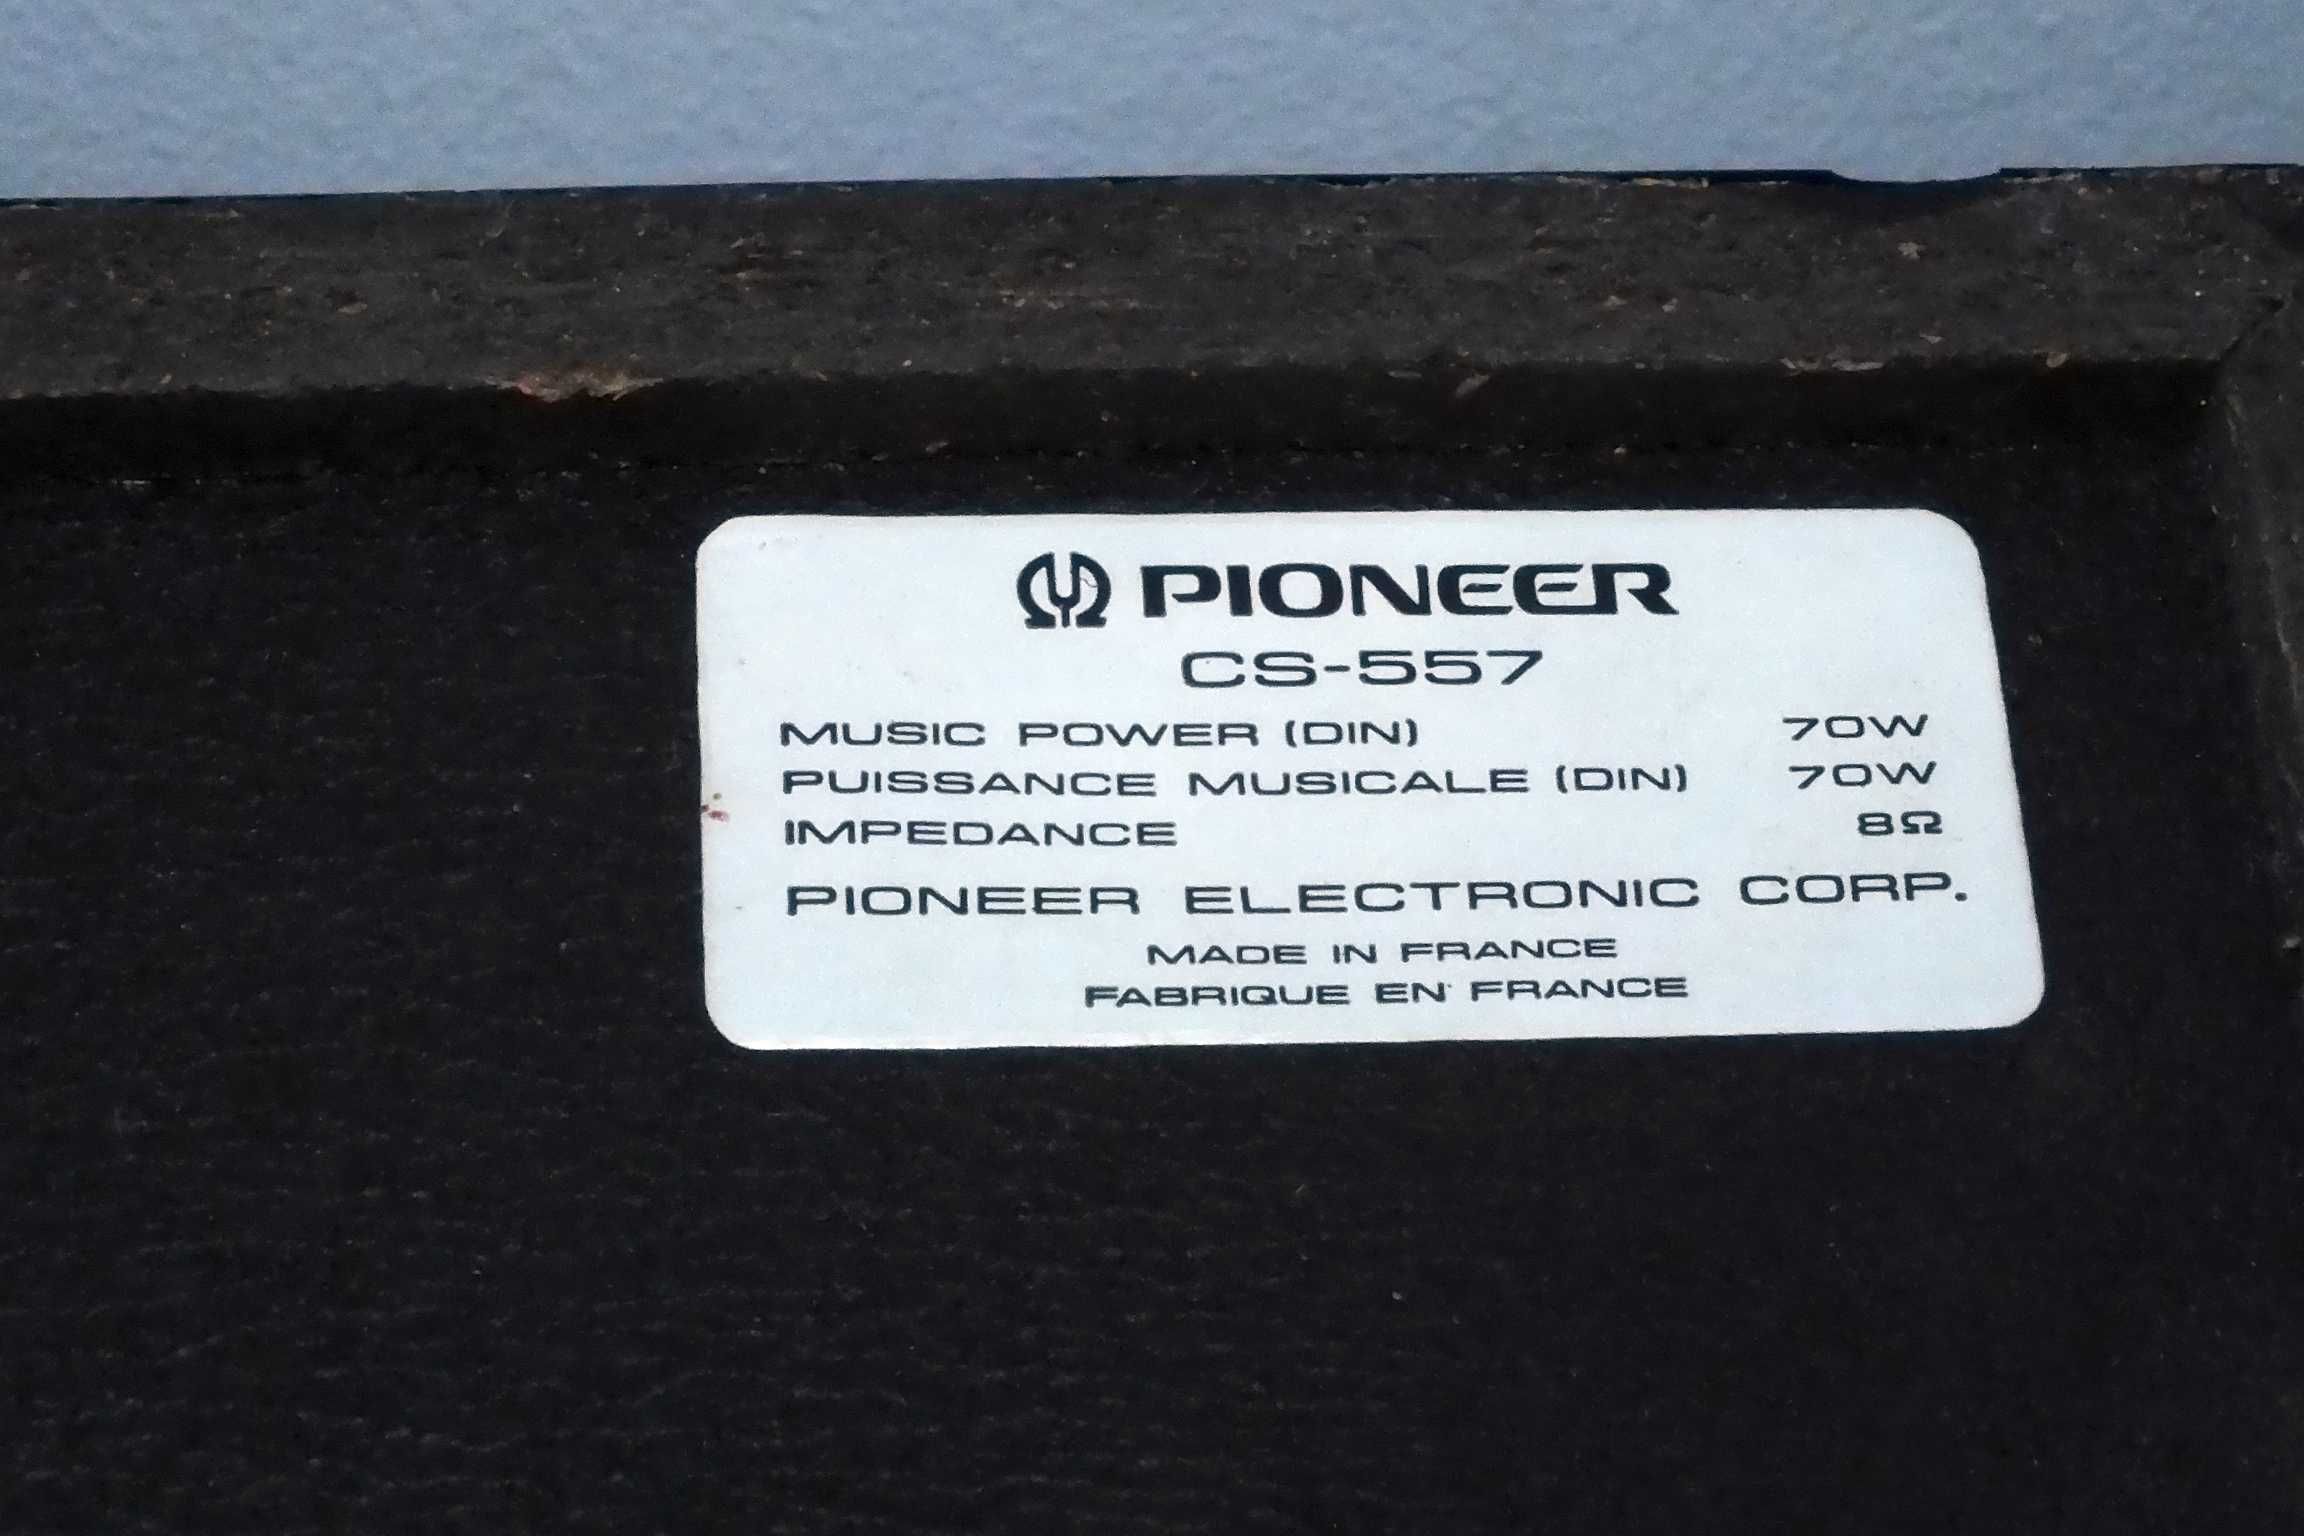 PIONEER
CS-557
MUSIC POWER (DIN) 70W
PUISSANCE MUSICALE (DIN) 70W
IMPEDANCE 8Ω
PIONEER ELECTRONIC CORP.
MADE IN FRANCE
FABRIQUE EN FRANCE